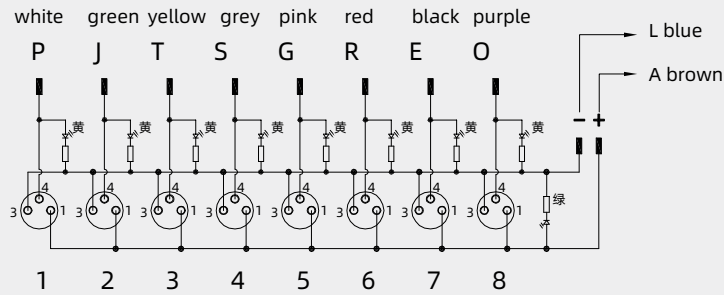 white green yellow grey pink red black purple
P J T S G R E O
L blue
A brown
− +
黄 黄 黄 黄 黄 黄 黄 黄
4 4 4 4 4 4 4 4
绿
3 1 3 1 3 1 3 1 3 1 3 1 3 1 3 1
1 2 3 4 5 6 7 8